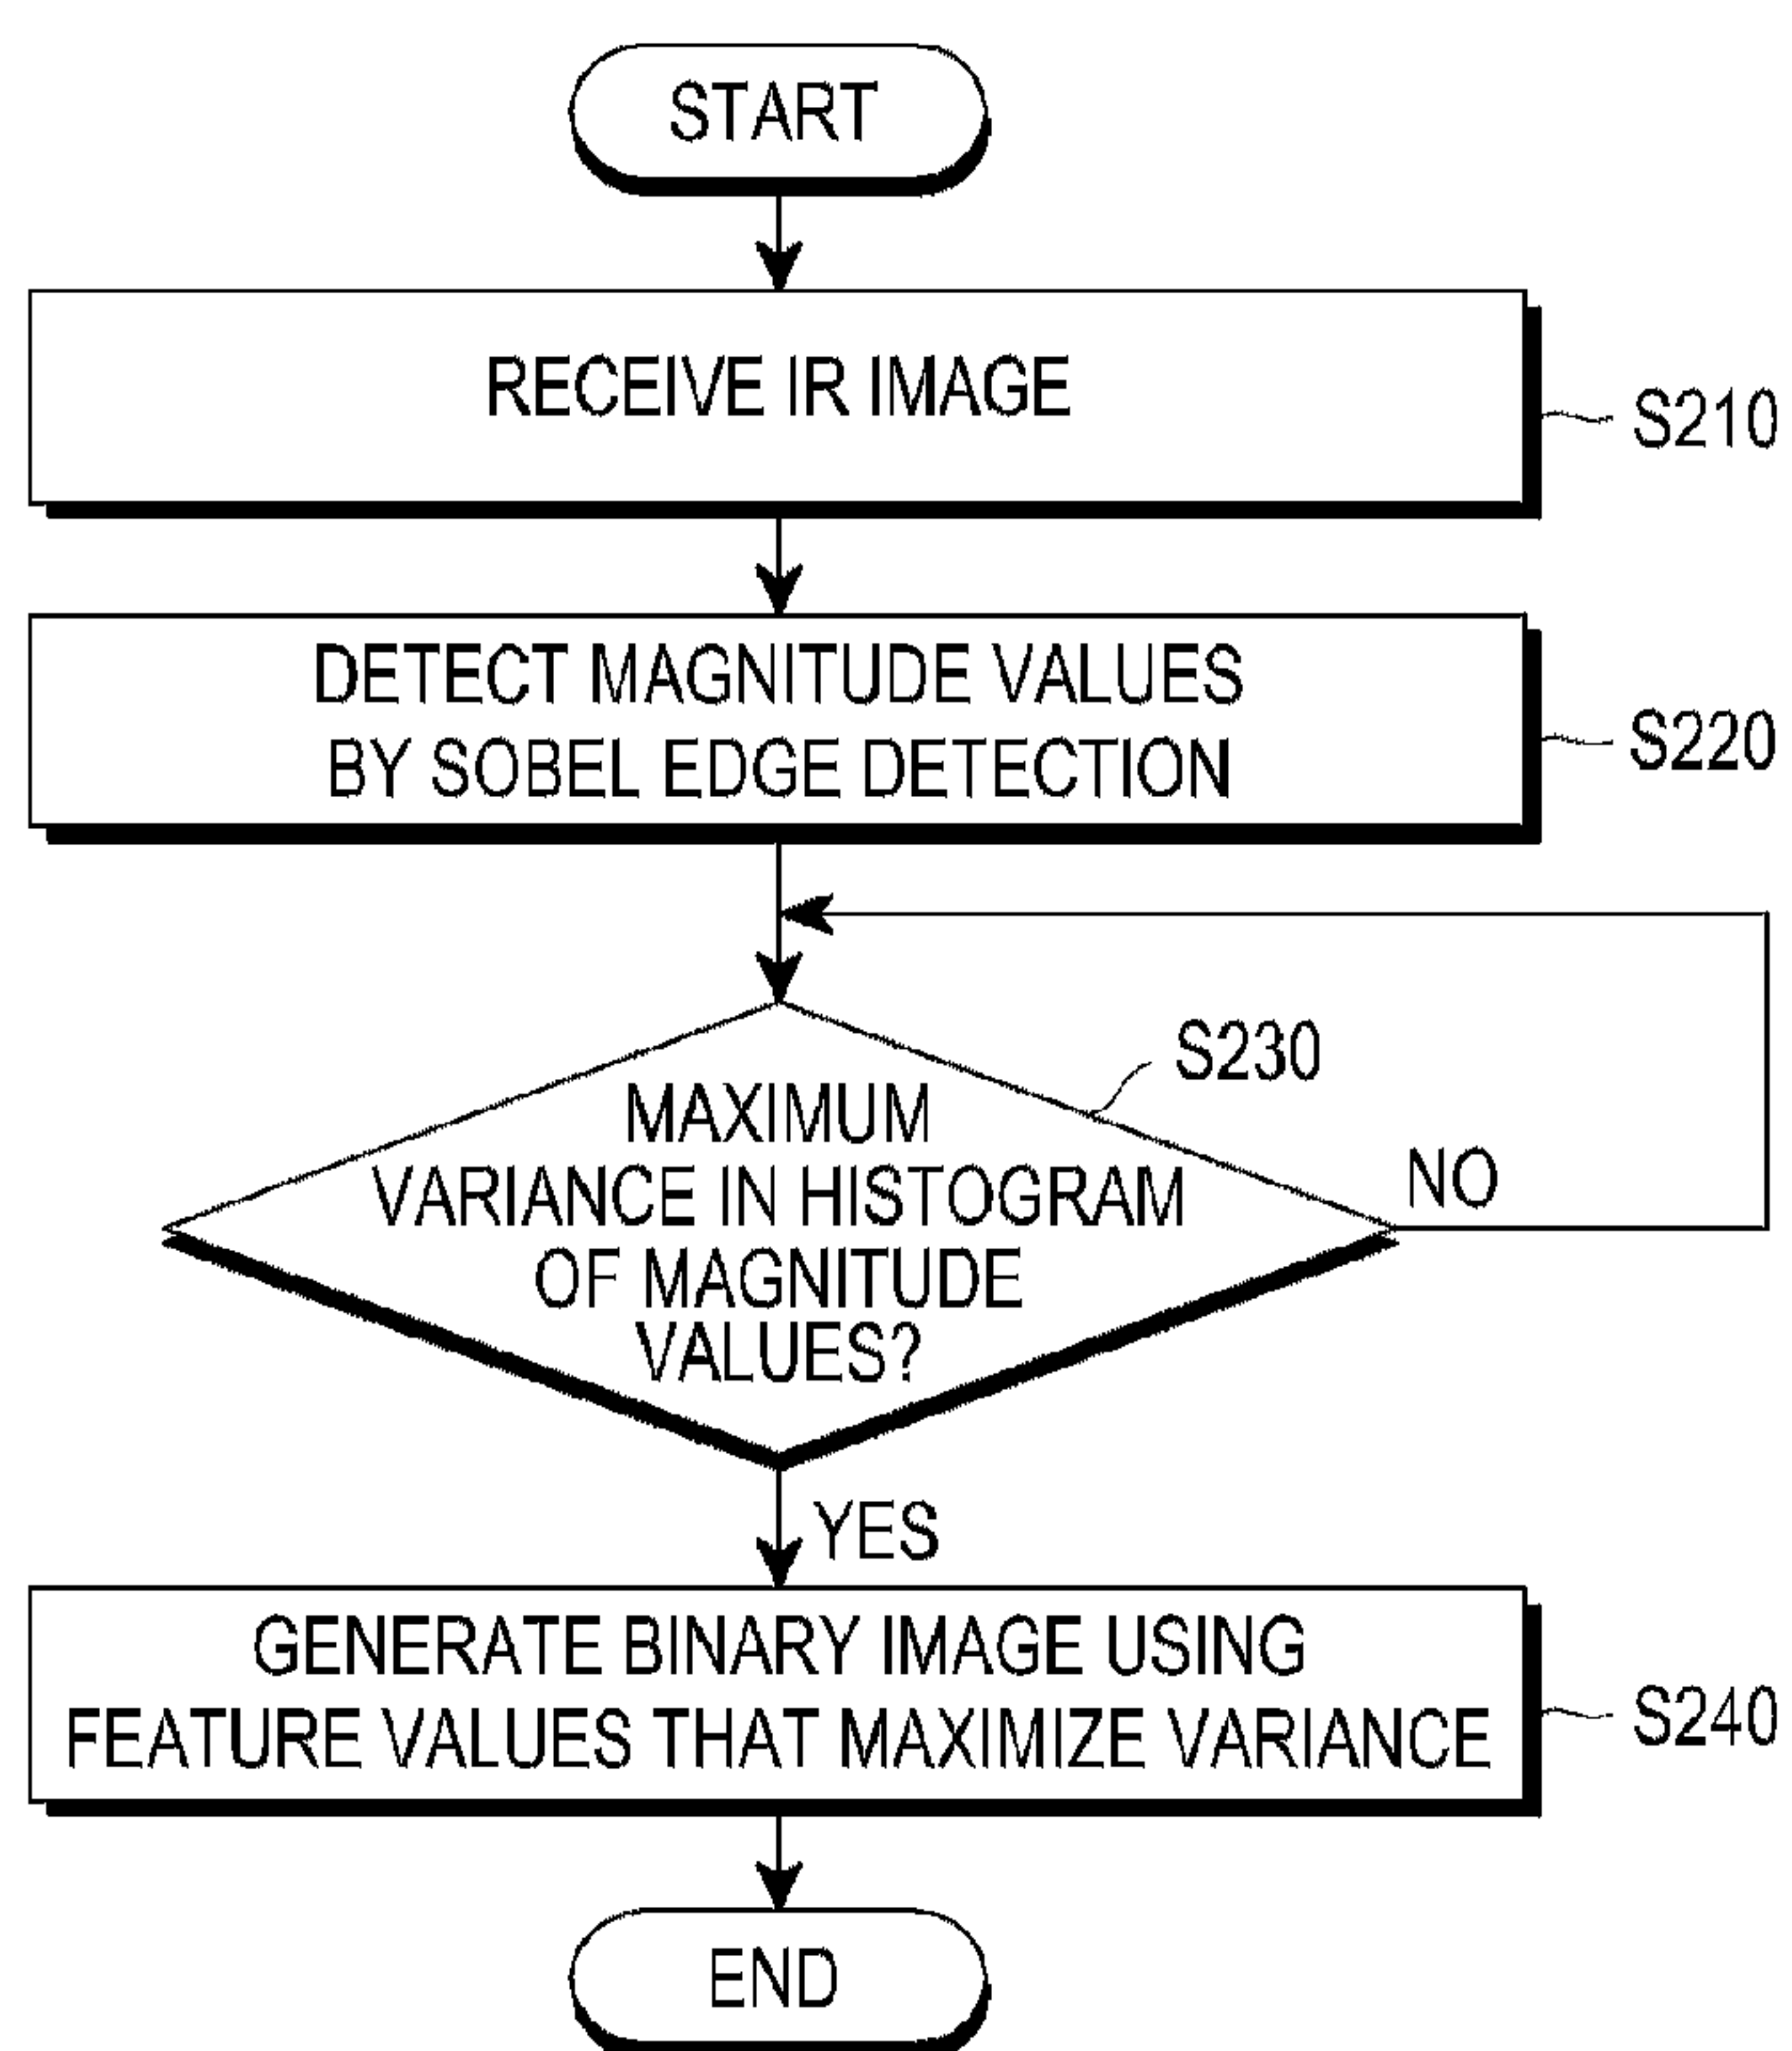 START
RECEIVE IR IMAGE
S210
DETECT MAGNITUDE VALUES
BY SOBEL EDGE DETECTION
S220
S230
MAXIMUM
VARIANCE IN HISTOGRAM
OF MAGNITUDE
VALUES?
NO
YES
GENERATE BINARY IMAGE USING
FEATURE VALUES THAT MAXIMIZE VARIANCE
S240
END